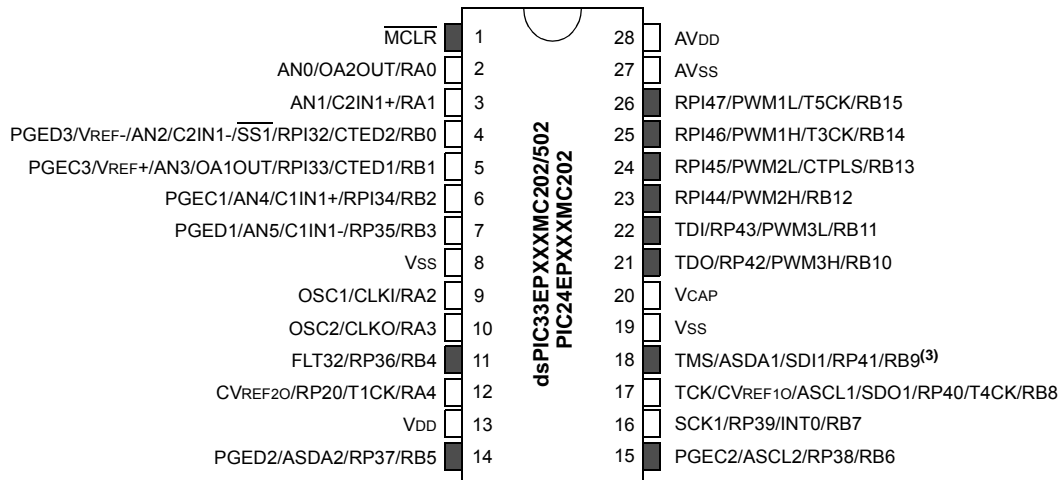 MCLR 1 28 AVDD
AN0/OA2OUT/RA0 2 27 AVSS
AN1/C2IN1+/RA1 3 26 RPI47/PWM1L/T5CK/RB15
PGED3/VREF-/AN2/C2IN1-/SS1/RPI32/CTED2/RB0 4 25 RPI46/PWM1H/T3CK/RB14
PGEC3/VREF+/AN3/OA1OUT/RPI33/CTED1/RB1 5 24 RPI45/PWM2L/CTPLS/RB13
PGEC1/AN4/C1IN1+/RPI34/RB2 6 23 RPI44/PWM2H/RB12
PGED1/AN5/C1IN1-/RP35/RB3 7 22 TDI/RP43/PWM3L/RB11
VSS 8 21 TDO/RP42/PWM3H/RB10
OSC1/CLKI/RA2 9 20 VCAP
OSC2/CLKO/RA3 10 19 VSS
FLT32/RP36/RB4 11 18 TMS/ASDA1/SDI1/RP41/RB9(3)
CVREF2O/RP20/T1CK/RA4 12 17 TCK/CVREF1O/ASCL1/SDO1/RP40/T4CK/RB8
VDD 13 16 SCK1/RP39/INT0/RB7
PGED2/ASDA2/RP37/RB5 14 15 PGEC2/ASCL2/RP38/RB6
dsPIC33EPXXXMC202/502
PIC24EPXXXMC202